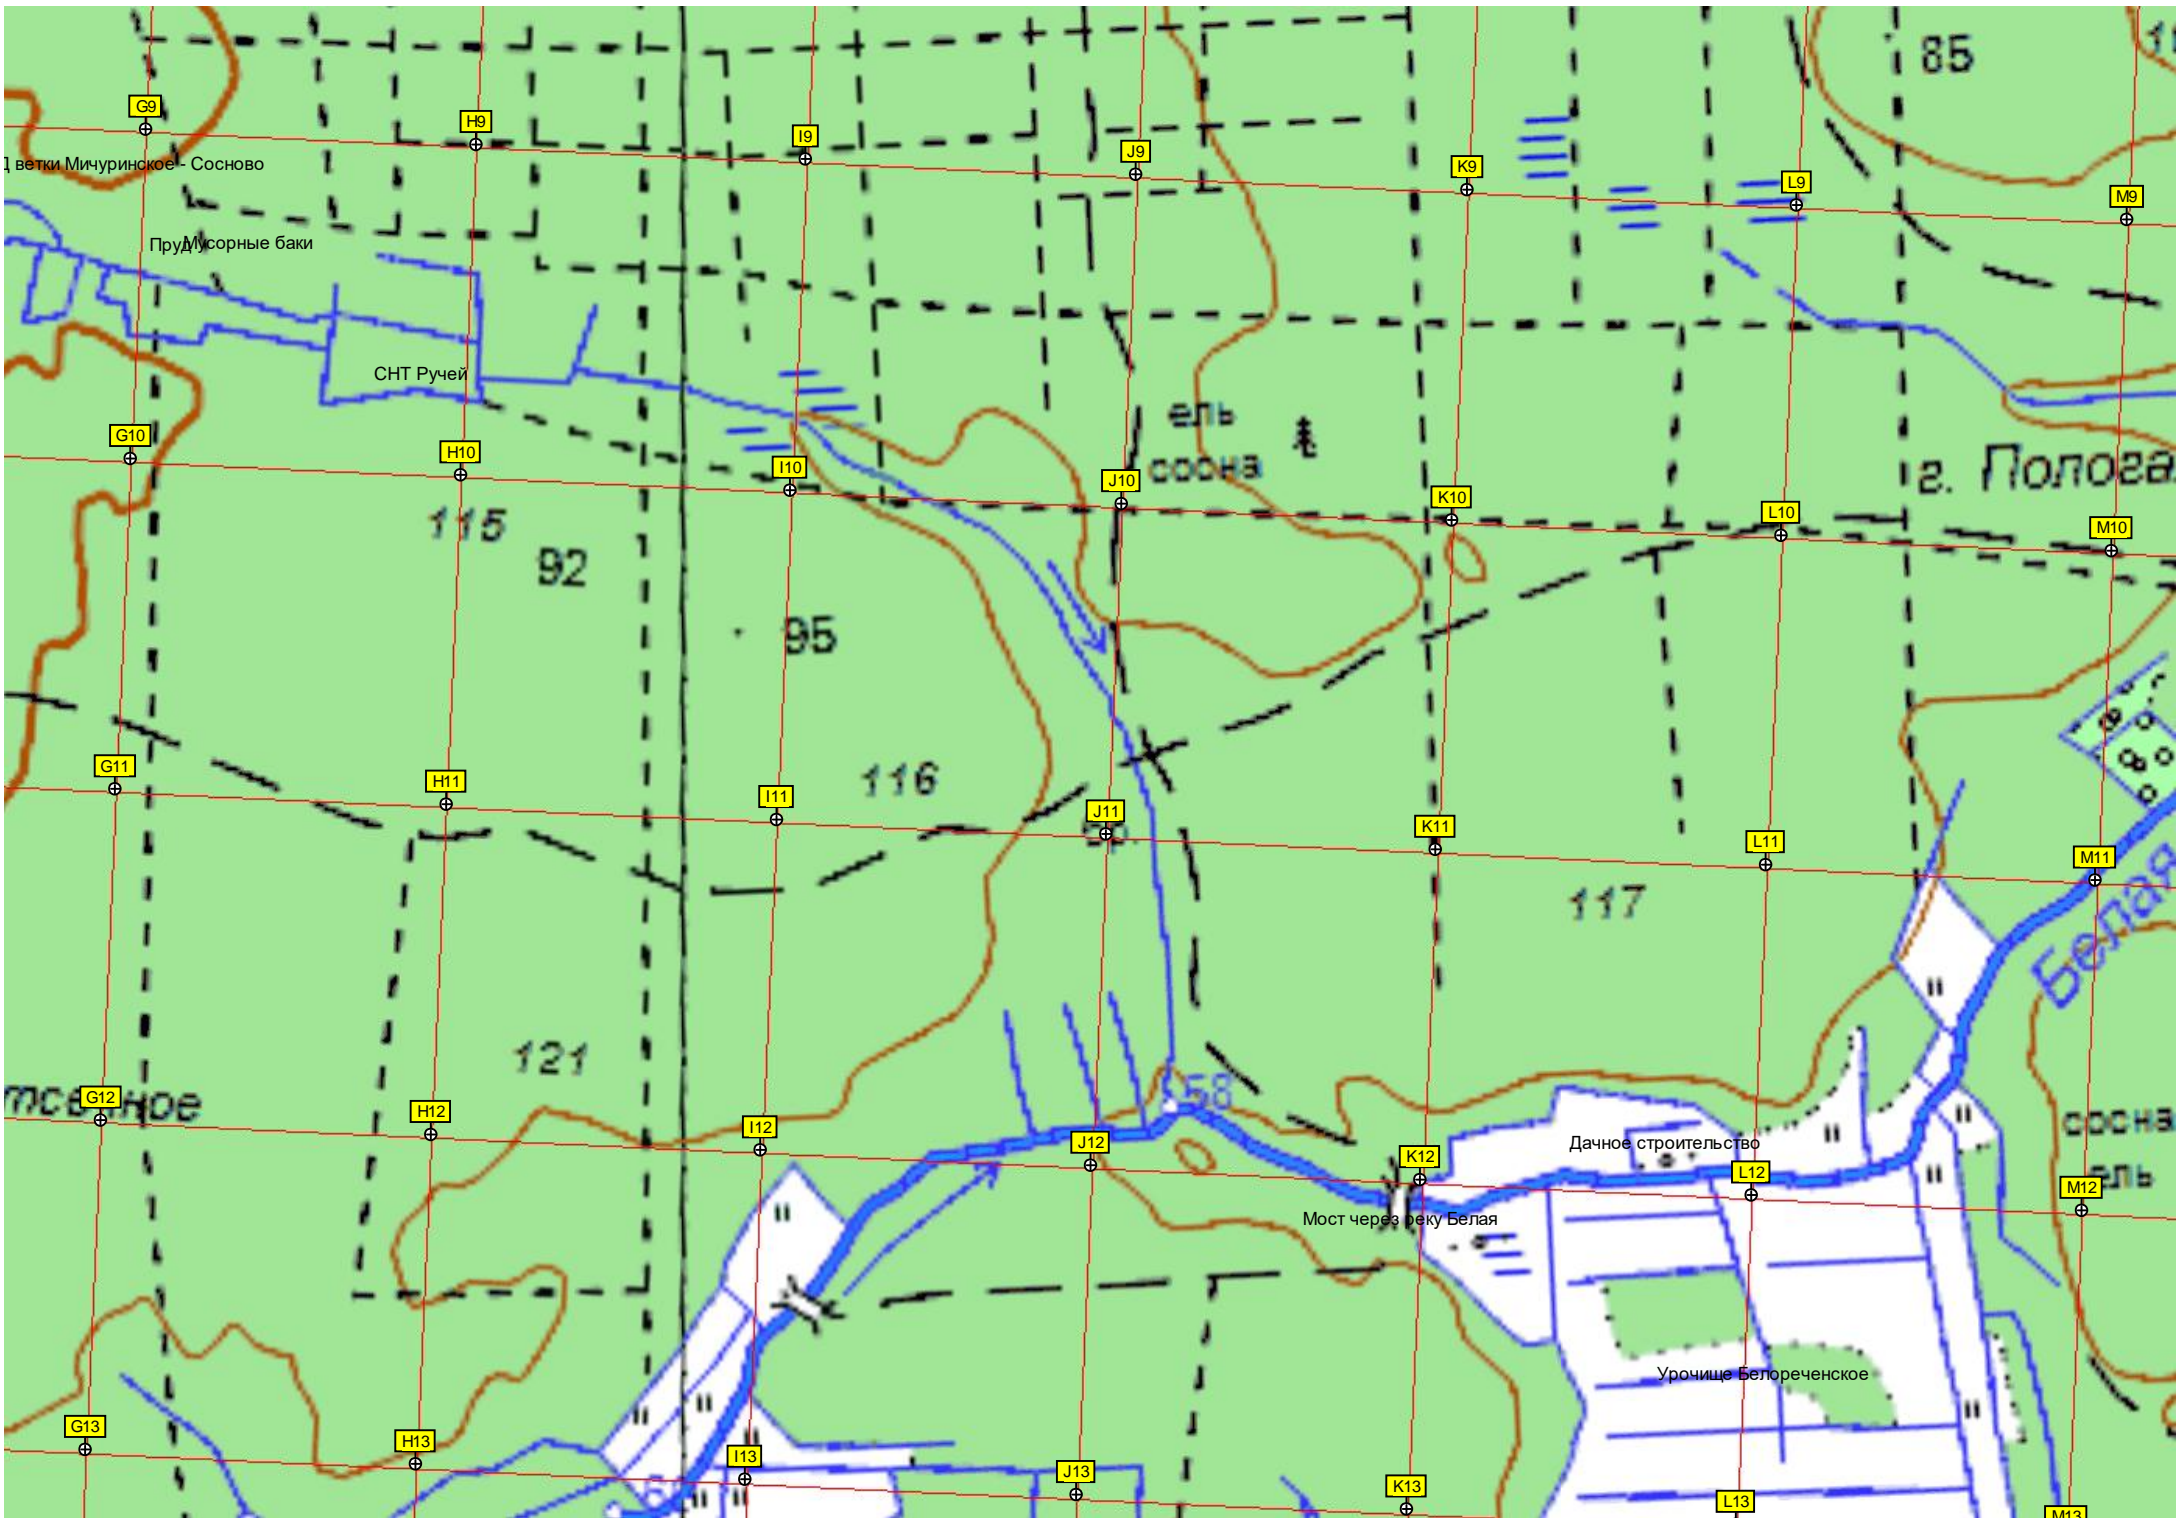 85
G9
H9
I9
J9
K9
L9
M9
ветки Мичуринское - Сосново
Пруд
Мусорные баки
СНТ Ручей
ель
сосна
г. Полога
G10
H10
I10
J10
K10
L10
M10
115
92
95
116
G11
H11
I11
J11
K11
L11
M11
117
Белая
121
58
G12
H12
I12
J12
K12
L12
M12
сосна
ель
Дачное строительство
Мост через реку Белая
Урочище Белореченское
G13
H13
I13
J13
K13
L13
M13